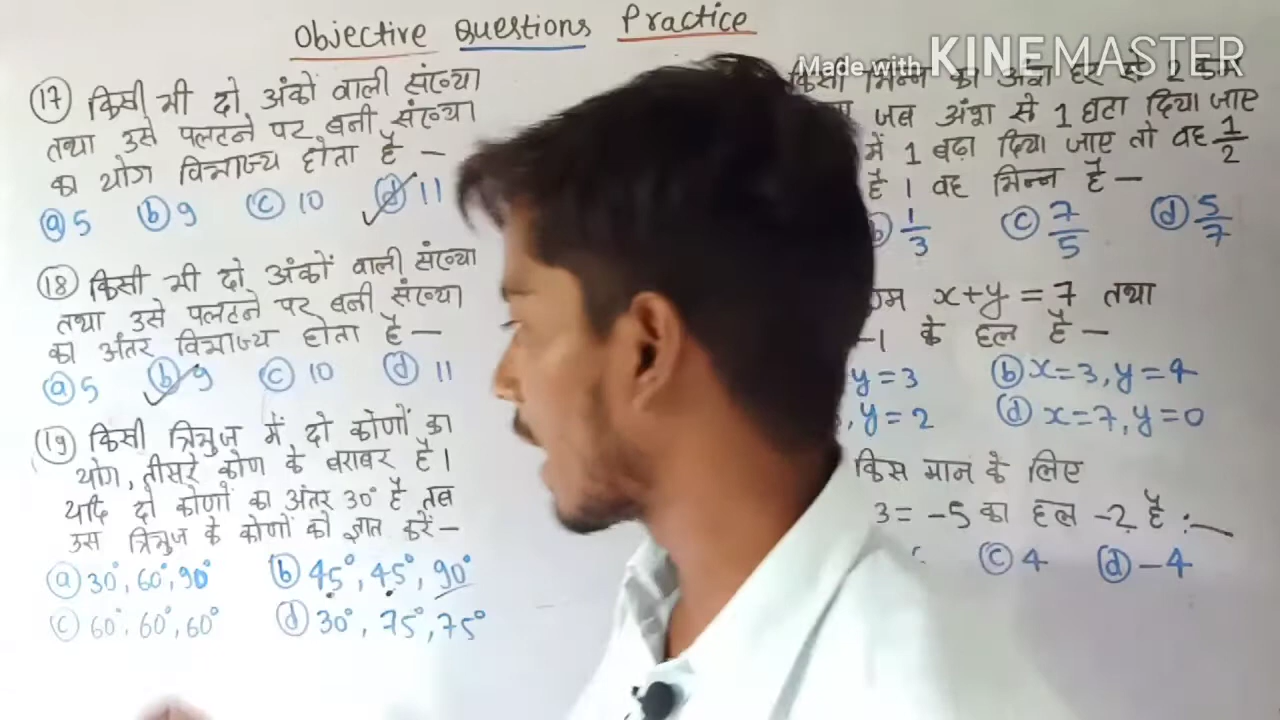 Objective Questions Practice
Made with KINEMASTER
(17) किसी भी दो अंकों वाली संख्या
तथा उसे पलटने पर बनी संख्या
का योग विभाज्य होता है –
(a) 5 (b) 9 (c) 10 (d) 11
(18) किसी भी दो अंकों वाली संख्या
तथा उसे पलटने पर बनी संख्या
का अंतर विभाज्य होता है –
(a) 5 (b) 9 (c) 10 (d) 11
(19) किसी त्रिभुज में दो कोणों का
योग, तीसरे कोण के बराबर है।
यदि दो कोणों का अंतर 30° है तब
उस त्रिभुज के कोणों को ज्ञात करें –
(a) 30°, 60°, 90° (b) 45°, 45°, 90°
(c) 60°, 60°, 60° (d) 30°, 75°, 75°
किसी भिन्न का अंश हर से 2 कम
जब अंश से 1 घटा दिया जाए
में 1 बढ़ा दिया जाए तो वह 1/2
है। वह भिन्न है –
(b) 1/3 (c) 7/5 (d) 5/7
x+y = 7 तथा
-1 के हल है –
y = 3 (b) x=3, y=4
, y = 2 (d) x=7, y=0
किस मान के लिए
3 = -5 का हल -2 है :–
(c) 4 (d) -4